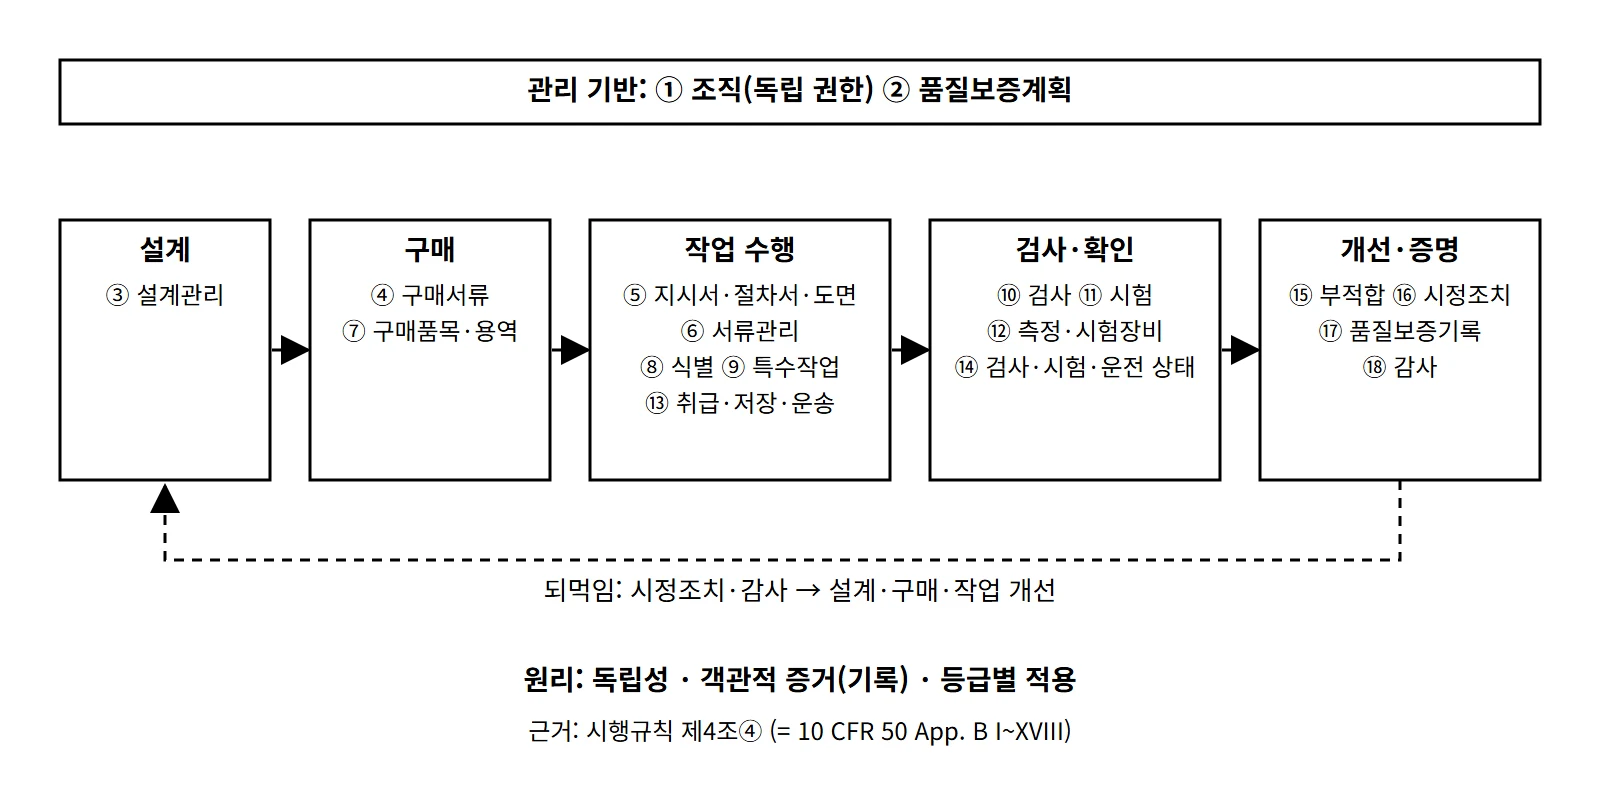 관리 기반: ① 조직(독립 권한) ② 품질보증계획
설계
③ 설계관리
구매
④ 구매서류
⑦ 구매품목·용역
작업 수행
⑤ 지시서·절차서·도면
⑥ 서류관리
⑧ 식별 ⑨ 특수작업
⑬ 취급·저장·운송
검사·확인
⑩ 검사 ⑪ 시험
⑫ 측정·시험장비
⑭ 검사·시험·운전 상태
개선·증명
⑮ 부적합 ⑯ 시정조치
⑰ 품질보증기록
⑱ 감사
되먹임: 시정조치·감사 → 설계·구매·작업 개선
원리: 독립성 · 객관적 증거(기록) · 등급별 적용
근거: 시행규칙 제4조④ (= 10 CFR 50 App. B I~XVIII)